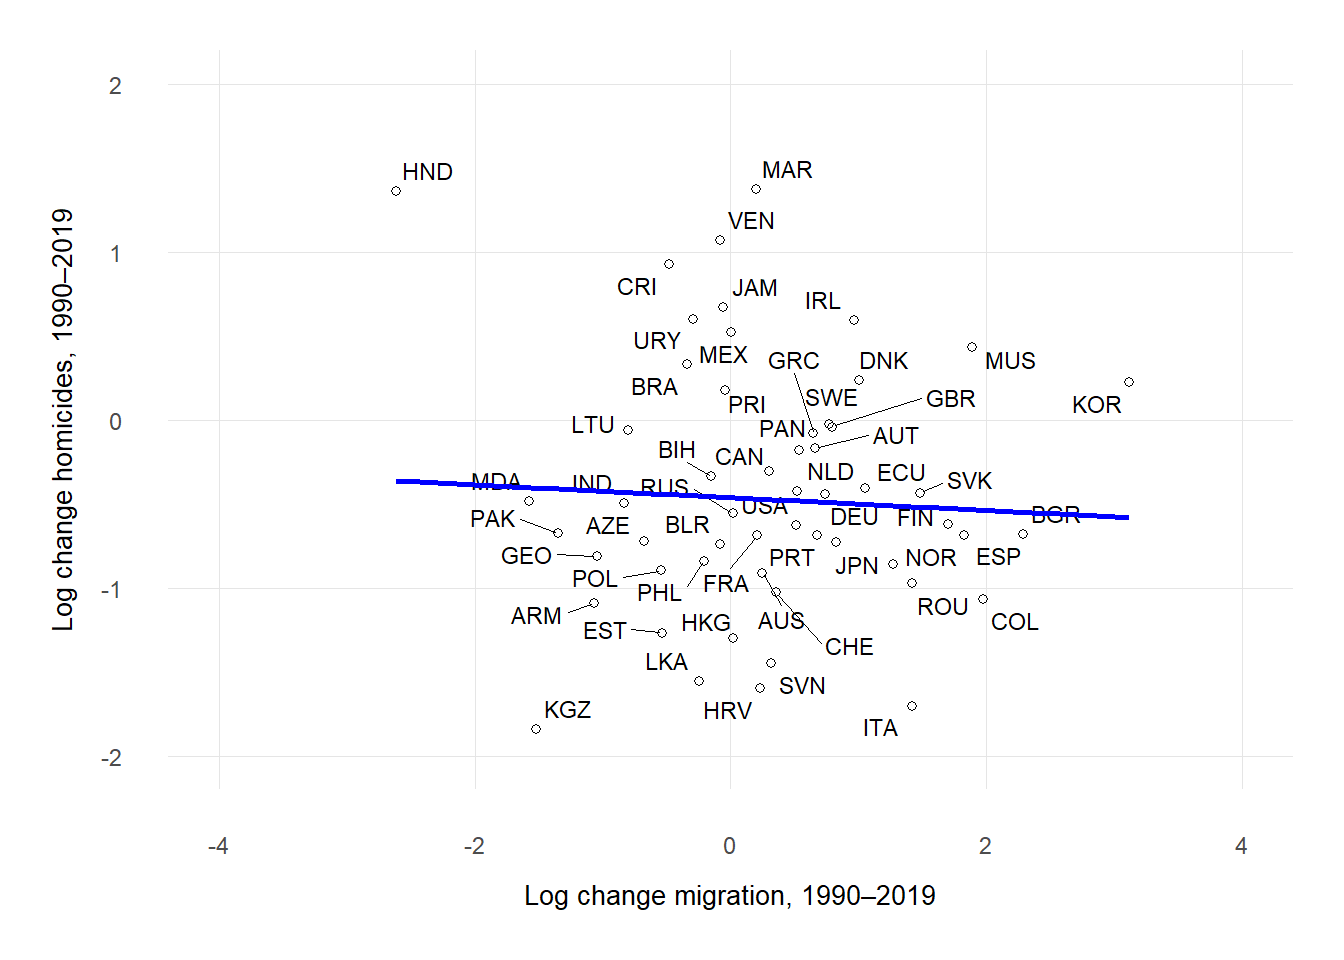 2
HND
MAR
VEN
1
CRI
JAM
IRL
URY
MEX
GRC
DNK
MUS
BRA
PRI
SWE
GBR
KOR
0
LTU
PAN
AUT
BIH
CAN
NLD
ECU
SVK
MDA
IND
RUS
USA
PAK
AZE
BLR
DEU
FIN
BGR
GEO
PRT
JPN
NOR
ESP
POL
PHL
FRA
-1
ARM
EST
HKG
AUS
ROU
COL
LKA
CHE
SVN
KGZ
HRV
ITA
-2
-4
-2
0
2
4
Log change migration, 1990–2019
Log change homicides, 1990–2019